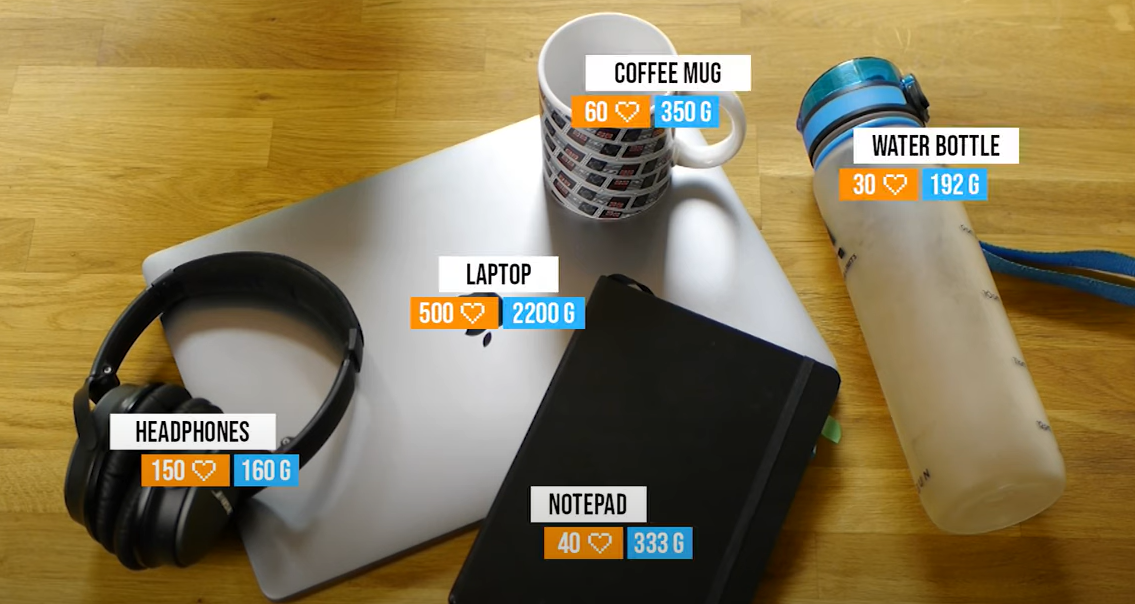 COFFEE MUG
60 350 G
WATER BOTTLE
30 192 G
LAPTOP
500 2200 G
HEADPHONES
150 160 G
NOTEPAD
40 333 G